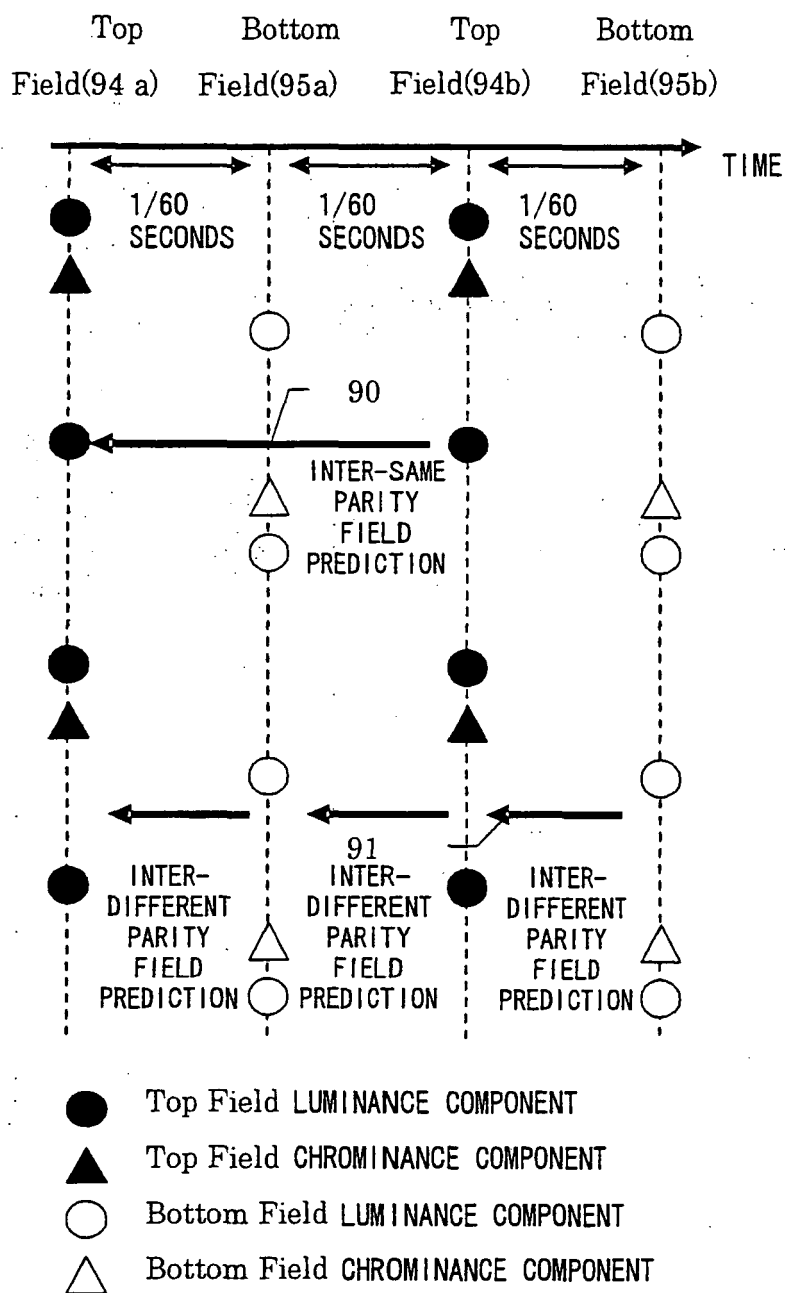 Top Bottom Top Bottom
Field(94 a) Field(95a) Field(94b) Field(95b)
TIME
1/60 SECONDS
1/60 SECONDS
1/60 SECONDS
90
INTER-SAME
PARITY
FIELD
PREDICTION
91
INTER-
DIFFERENT
PARITY
FIELD
PREDICTION
INTER-
DIFFERENT
PARITY
FIELD
PREDICTION
INTER-
DIFFERENT
PARITY
FIELD
PREDICTION
Top Field LUMINANCE COMPONENT
Top Field CHROMINANCE COMPONENT
Bottom Field LUMINANCE COMPONENT
Bottom Field CHROMINANCE COMPONENT